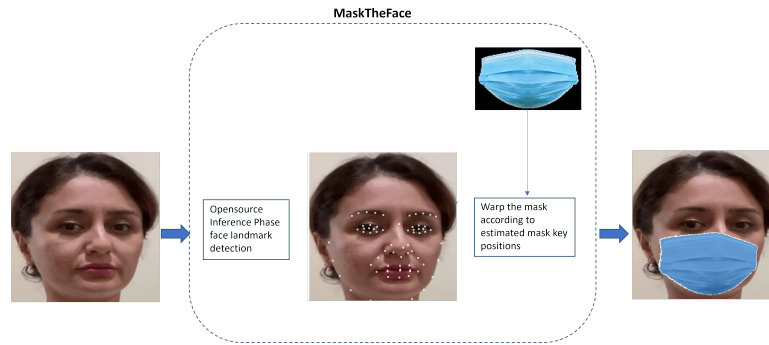 MaskTheFace
Opensource
Inference Phase
face landmark
detection
Warp the mask
according to
estimated mask key
positions